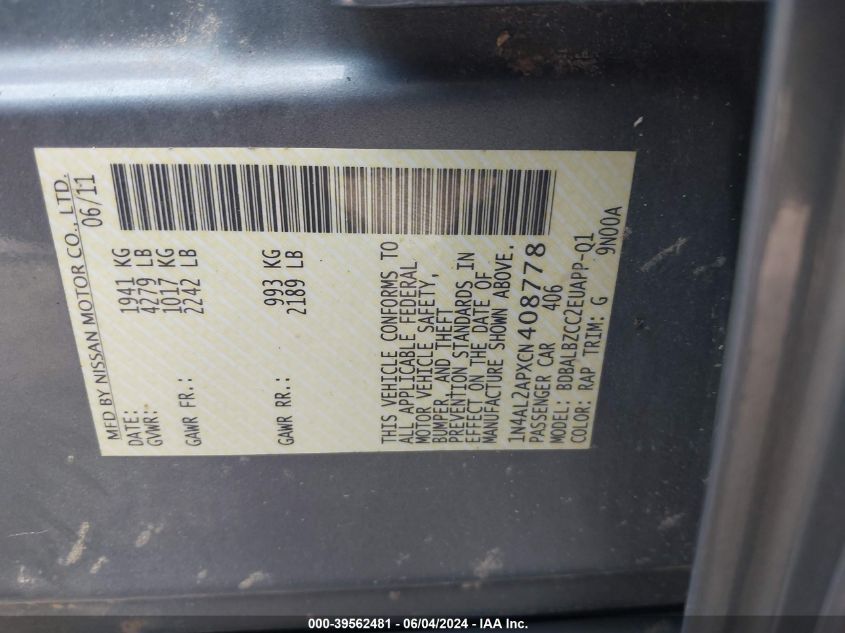 MFD BY NISSAN MOTOR CO., LTD.
DATE: 06/11
GVWR: 1941 KG
4279 LB
GAWR FR.: 1017 KG
2242 LB
GAWR RR.: 993 KG
2189 LB
THIS VEHICLE CONFORMS TO
ALL APPLICABLE FEDERAL
MOTOR VEHICLE SAFETY,
BUMPER, AND THEFT
PREVENTION STANDARDS IN
EFFECT ON THE DATE OF
MANUFACTURE SHOWN ABOVE.
1N4AL2APXCN408778
PASSENGER CAR 406
MODEL: BDBALBZCC2EUAPP-Q1
COLOR: RAP TRIM: G 9N00A
000-39562481 - 06/04/2024 - IAA Inc.